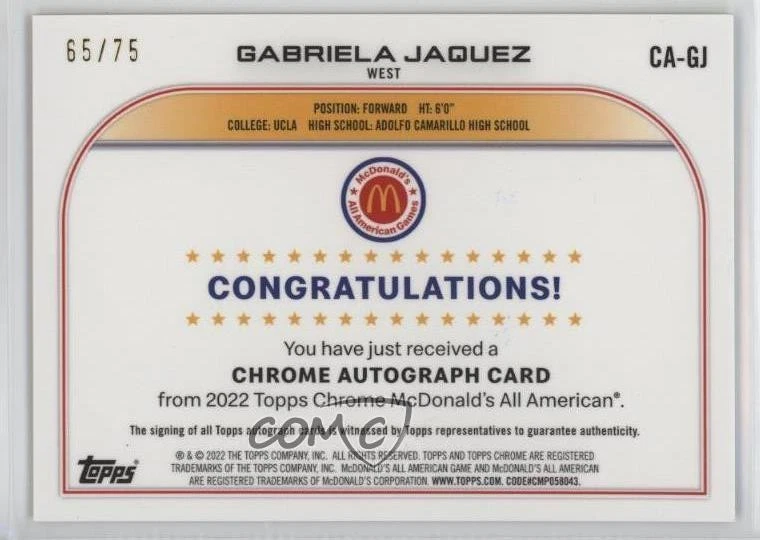 65/75
GABRIELA JAQUEZ
CA-GJ
WEST
POSITION: FORWARD HT: 6'0"
COLLEGE: UCLA HIGH SCHOOL: ADOLFO CAMARILLO HIGH SCHOOL
McDonald's
All American Games
CONGRATULATIONS!
You have just received a
CHROME AUTOGRAPH CARD
from 2022 Topps Chrome McDonald's All American®.
The signing of all Topps autograph cards is witnessed by Topps representatives to guarantee authenticity.
COMC
Topps
® & © 2022 THE TOPPS COMPANY, INC. ALL RIGHTS RESERVED. TOPPS AND TOPPS CHROME ARE REGISTERED
TRADEMARKS OF THE TOPPS COMPANY, INC. McDONALD'S ALL AMERICAN GAME AND McDONALD'S ALL AMERICAN
ARE REGISTERED TRADEMARKS OF McDONALD'S CORPORATION. WWW.TOPPS.COM. CODE#CMP058043.